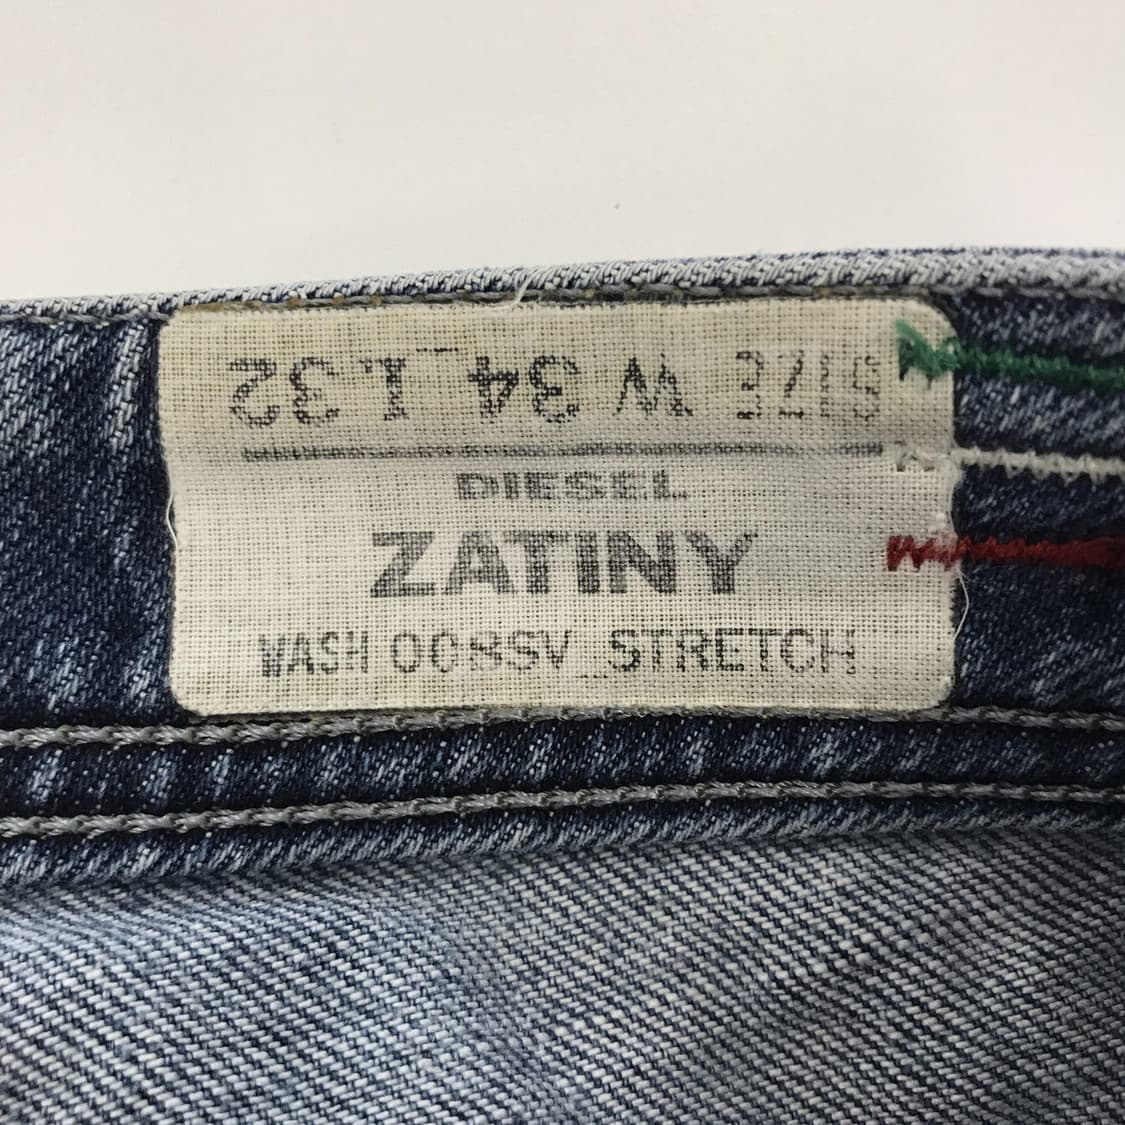 SIZE W 34 L 32
DIESEL
ZATINY
WASH 008SV_STRETCH